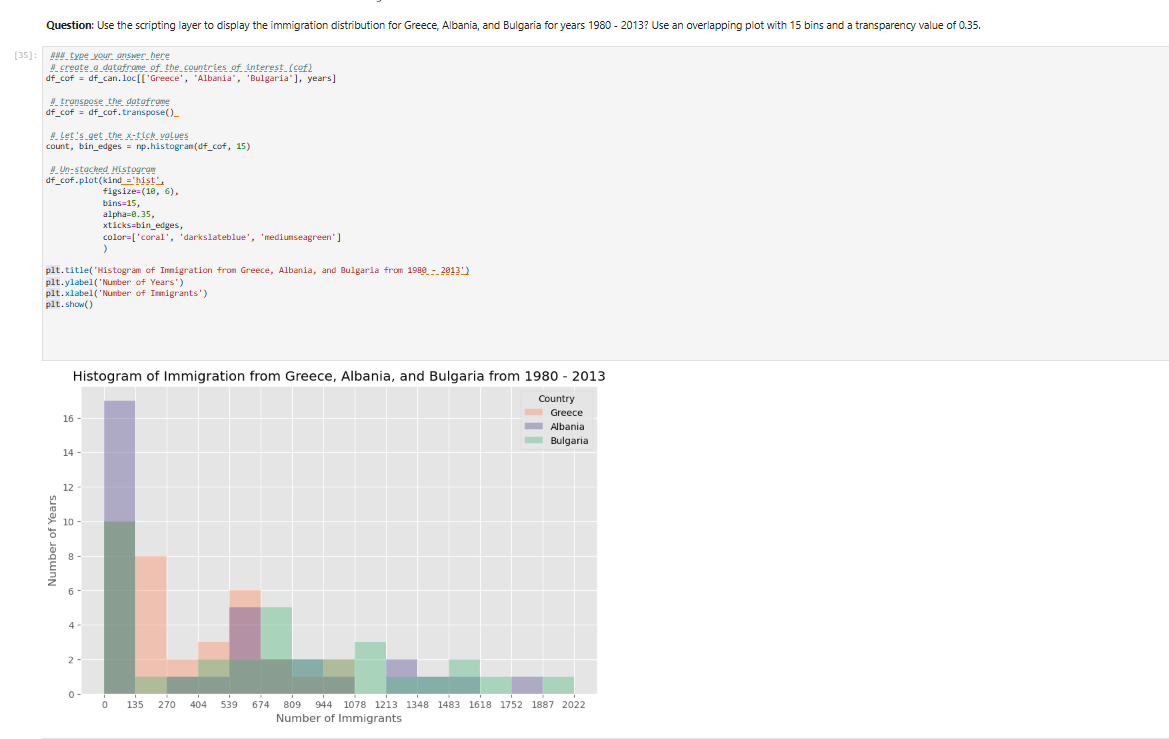 Question: Use the scripting layer to display the immigration distribution for Greece, Albania, and Bulgaria for years 1980 - 2013? Use an overlapping plot with 15 bins and a transparency value of 0.35.
[35]:
### type your answer here
# create a dataframe of the countries of interest (cof)
df_cof = df_can.loc[['Greece', 'Albania', 'Bulgaria'], years]
# transpose the dataframe
df_cof = df_cof.transpose()
# Let's get the x-tick values
count, bin_edges = np.histogram(df_cof, 15)
# Un-stacked Histogram
df_cof.plot(kind ='hist',
figsize=(10, 6),
bins=15,
alpha=0.35,
xticks=bin_edges,
color=['coral', 'darkslateblue', 'mediumseagreen']
)
plt.title('Histogram of Immigration from Greece, Albania, and Bulgaria from 1980 - 2013')
plt.ylabel('Number of Years')
plt.xlabel('Number of Immigrants')
plt.show()
Histogram of Immigration from Greece, Albania, and Bulgaria from 1980 - 2013
Country
Greece
Albania
Bulgaria
16
14
12
10
8
6
4
2
0
Number of Years
0 135 270 404 539 674 809 944 1078 1213 1348 1483 1618 1752 1887 2022
Number of Immigrants